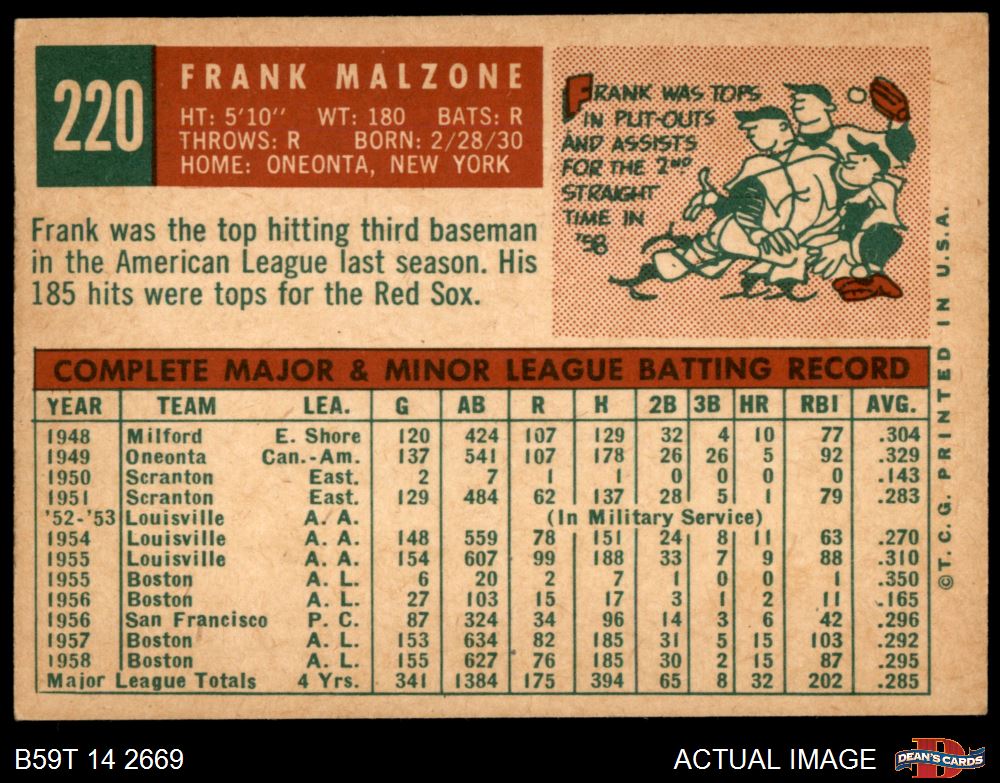 220
FRANK MALZONE
HT: 5'10" WT: 180 BATS: R
THROWS: R BORN: 2/28/30
HOME: ONEONTA, NEW YORK
FRANK WAS TOPS
IN PUT-OUTS
AND ASSISTS
FOR THE 2ND
STRAIGHT
TIME IN
'58
Frank was the top hitting third baseman
in the American League last season. His
185 hits were tops for the Red Sox.
COMPLETE MAJOR & MINOR LEAGUE BATTING RECORD
YEAR TEAM LEA. G AB R H 2B 3B HR RBI AVG.
1948 Milford E. Shore 120 424 107 129 32 4 10 77 .304
1949 Oneonta Can.-Am. 137 541 107 178 26 26 5 92 .329
1950 Scranton East. 2 7 1 1 0 0 0 0 .143
1951 Scranton East. 129 484 62 137 28 5 1 79 .283
'52-'53 Louisville A. A. (In Military Service)
1954 Louisville A. A. 148 559 78 151 24 8 11 63 .270
1955 Louisville A. A. 154 607 99 188 33 7 9 88 .310
1955 Boston A. L. 6 20 2 7 1 0 0 1 .350
1956 Boston A. L. 27 103 15 17 3 1 2 11 .165
1956 San Francisco P. C. 87 324 34 96 14 3 6 42 .296
1957 Boston A. L. 153 634 82 185 31 5 15 103 .292
1958 Boston A. L. 155 627 76 185 30 2 15 87 .295
Major League Totals 4 Yrs. 341 1384 175 394 65 8 32 202 .285
©T.C.G. PRINTED IN U.S.A.
B59T 14 2669
ACTUAL IMAGE
D
DEAN'S CARDS